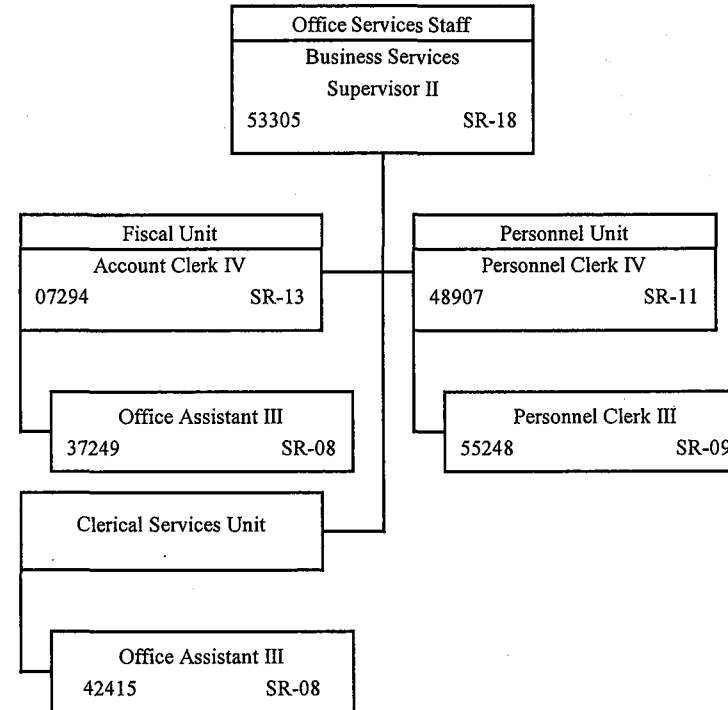 Office Services Staff
Business Services
Supervisor II
53305 SR-18
Fiscal Unit
Account Clerk IV
07294 SR-13
Personnel Unit
Personnel Clerk IV
48907 SR-11
Office Assistant III
37249 SR-08
Personnel Clerk III
55248 SR-09
Clerical Services Unit
Office Assistant III
42415 SR-08